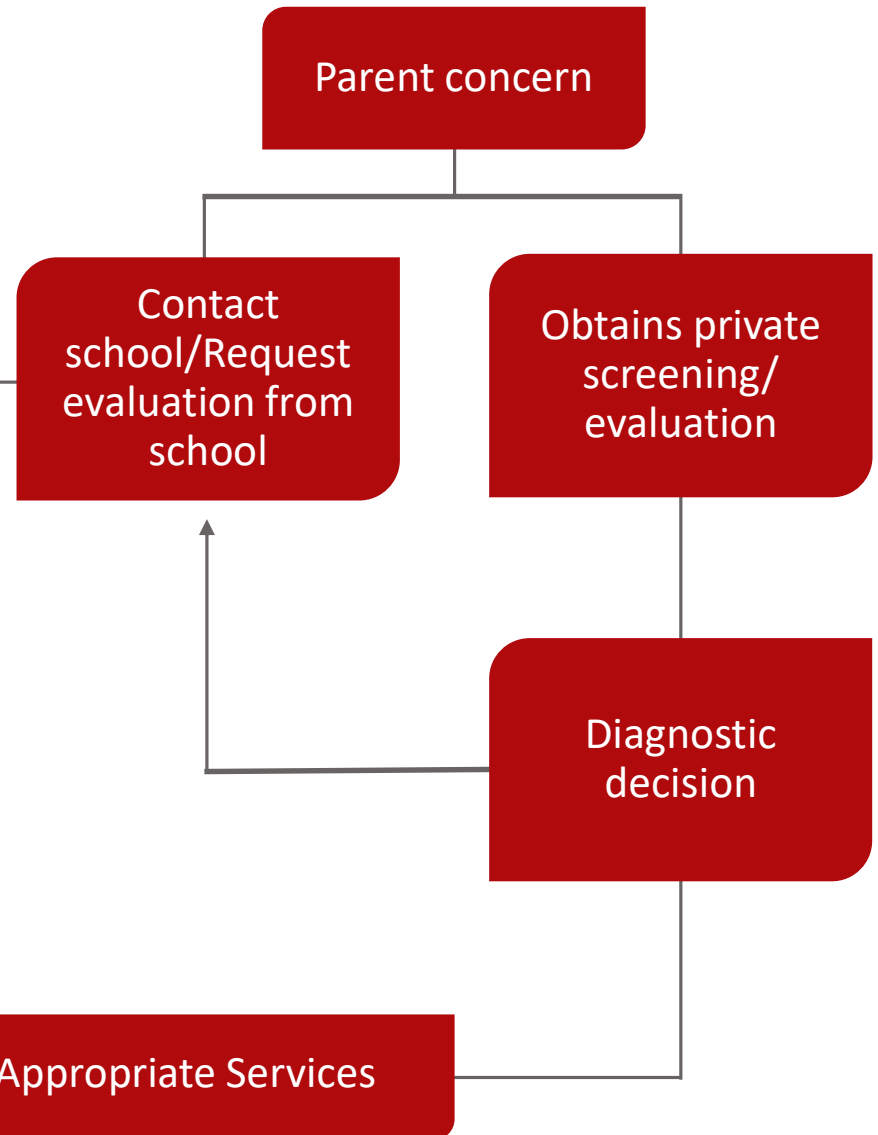 Parent concern
Contact
school/Request
evaluation from
school
Obtains private
screening/
evaluation
Diagnostic
decision
Appropriate Services